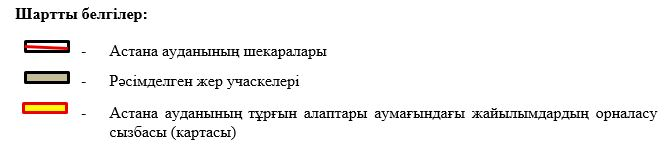 Шартты белгілер:
- Астана ауданының шекаралары
- Рәсімделген жер учаскелері
- Астана ауданының тұрғын алаптары аумағындағы жайылымдардың орналасу
сызбасы (картасы)